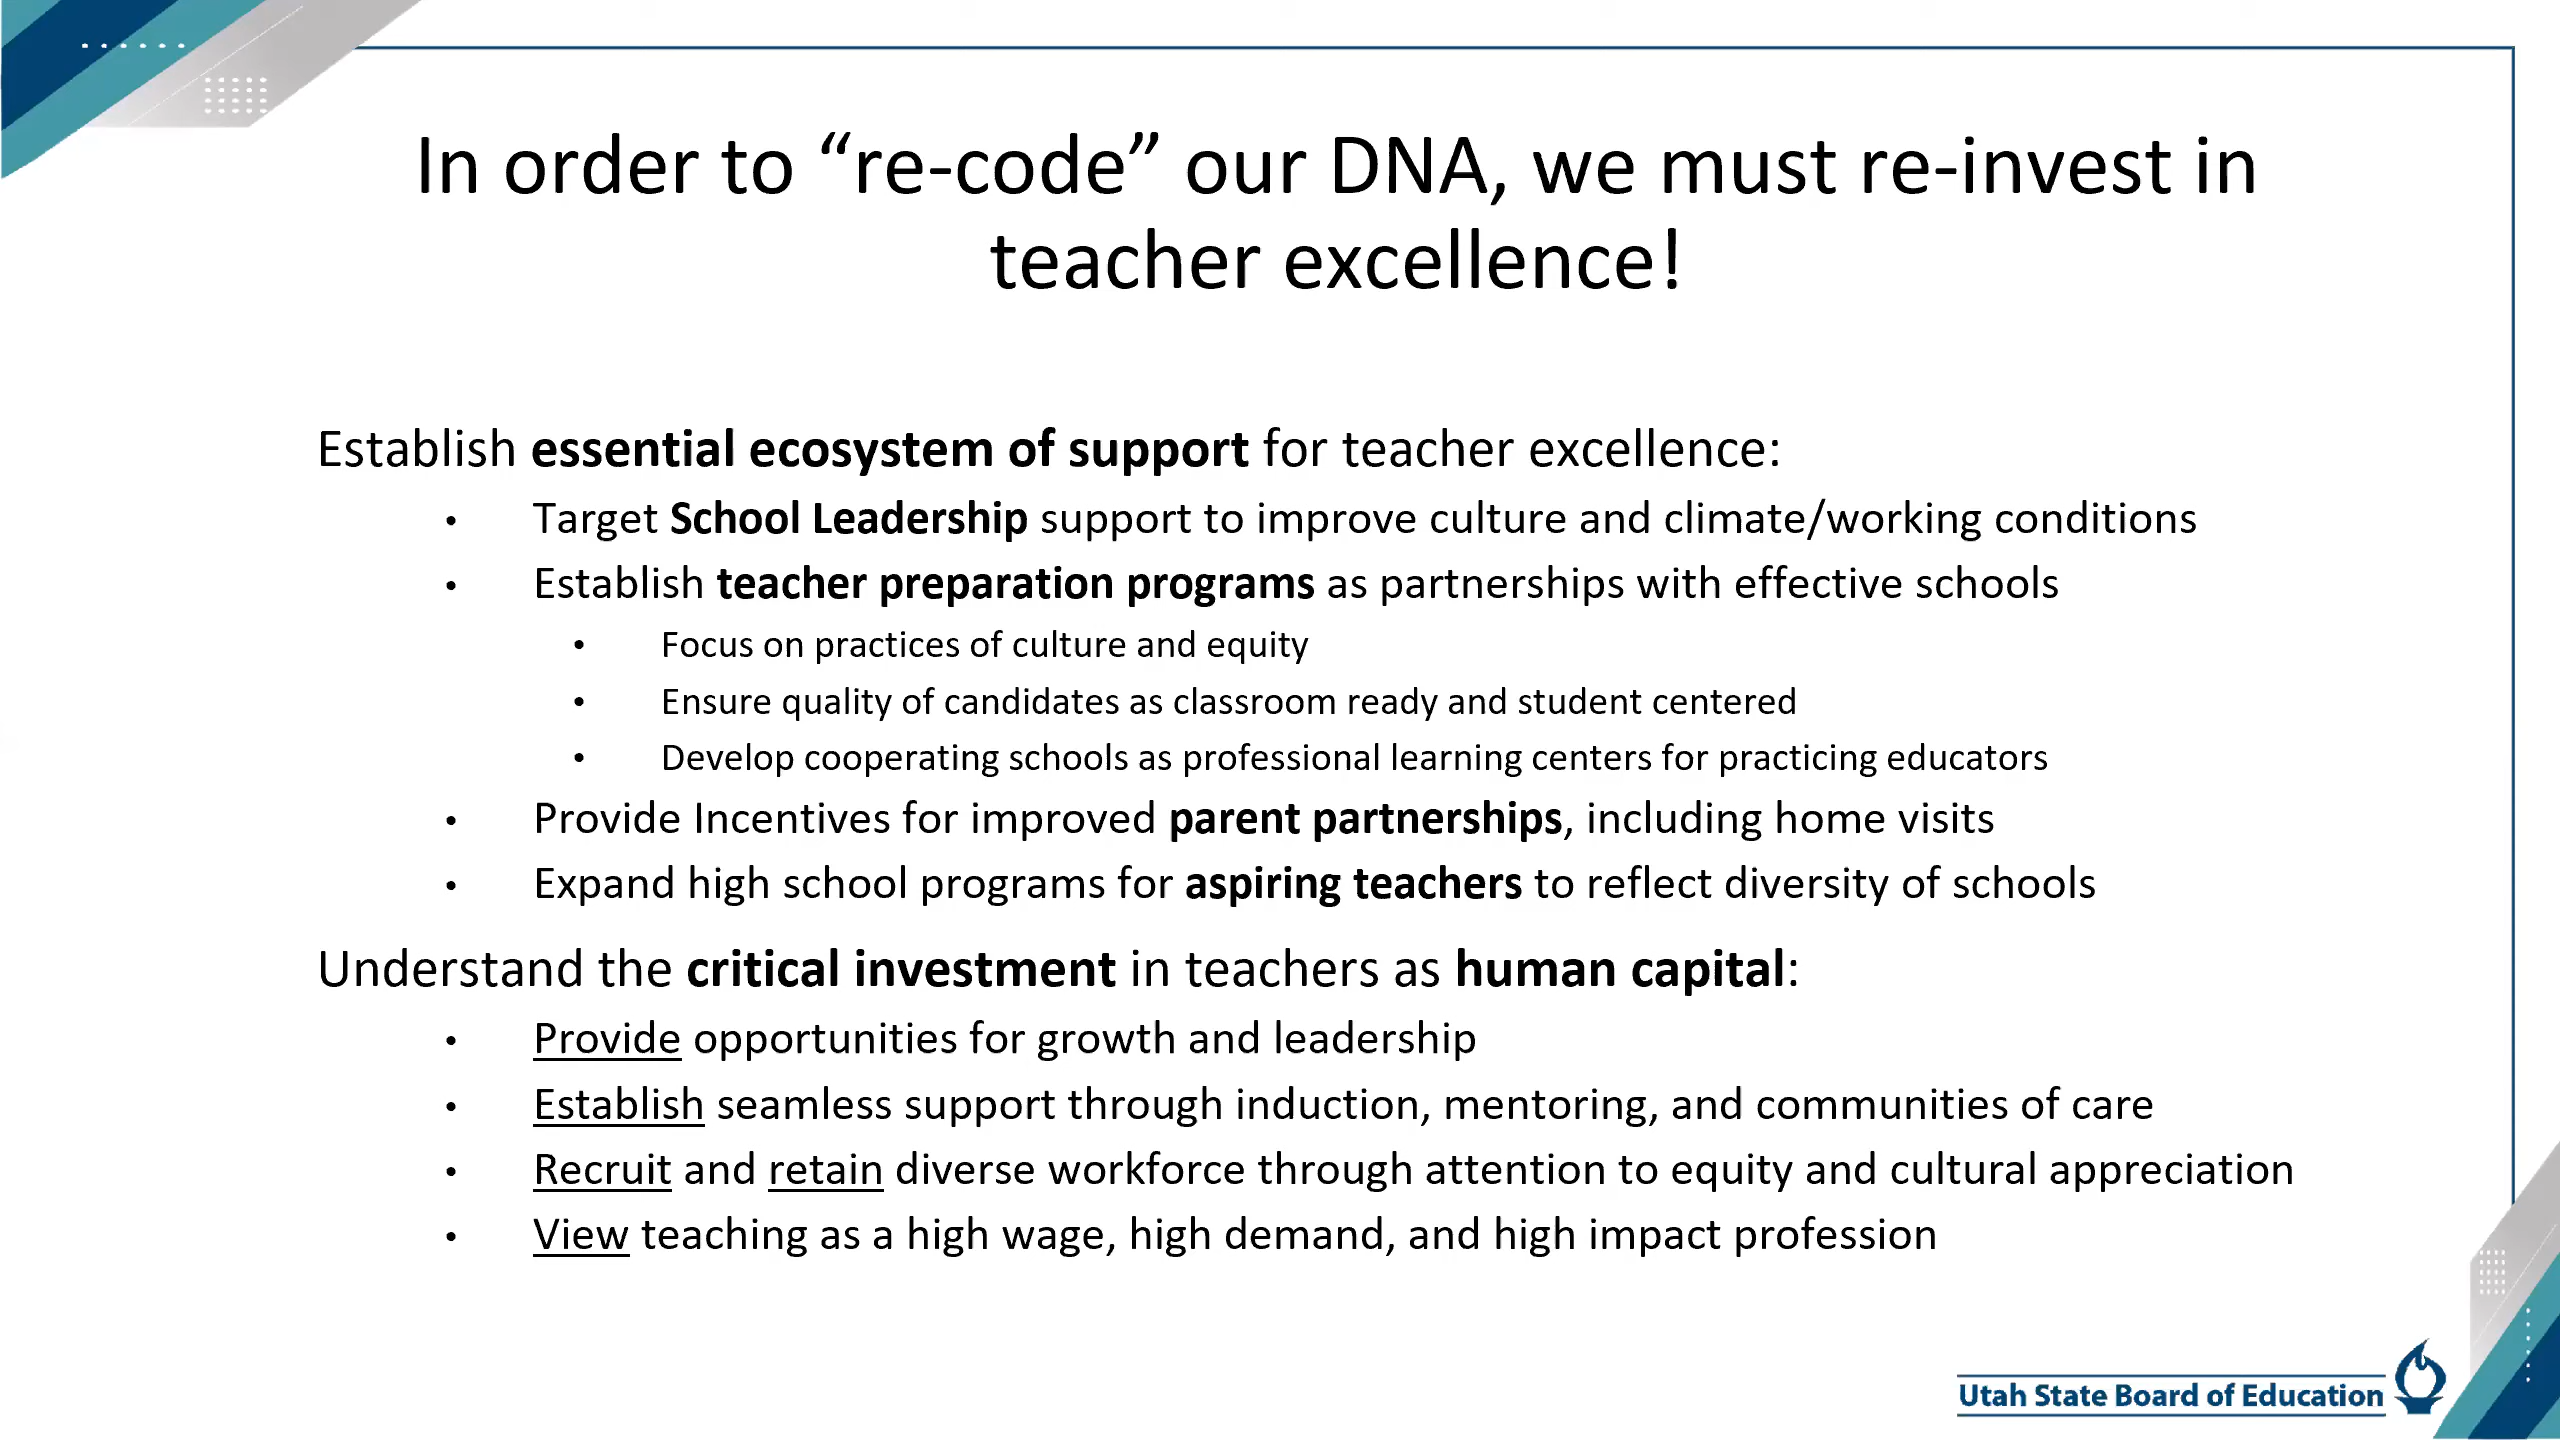 In order to “re-code” our DNA, we must re-invest in
teacher excellence!
Establish essential ecosystem of support for teacher excellence:
• Target School Leadership support to improve culture and climate/working conditions
• Establish teacher preparation programs as partnerships with effective schools
• Focus on practices of culture and equity
• Ensure quality of candidates as classroom ready and student centered
• Develop cooperating schools as professional learning centers for practicing educators
• Provide Incentives for improved parent partnerships, including home visits
• Expand high school programs for aspiring teachers to reflect diversity of schools
Understand the critical investment in teachers as human capital:
• Provide opportunities for growth and leadership
• Establish seamless support through induction, mentoring, and communities of care
• Recruit and retain diverse workforce through attention to equity and cultural appreciation
• View teaching as a high wage, high demand, and high impact profession
Utah State Board of Education